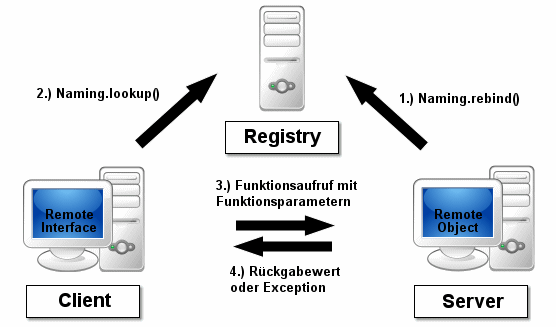 2.) Naming.lookup()
1.) Naming.rebind()
Registry
3.) Funktionsaufruf mit
Funktionsparametern
Remote
Interface
Remote
Object
4.) Rückgabewert
oder Exception
Client
Server